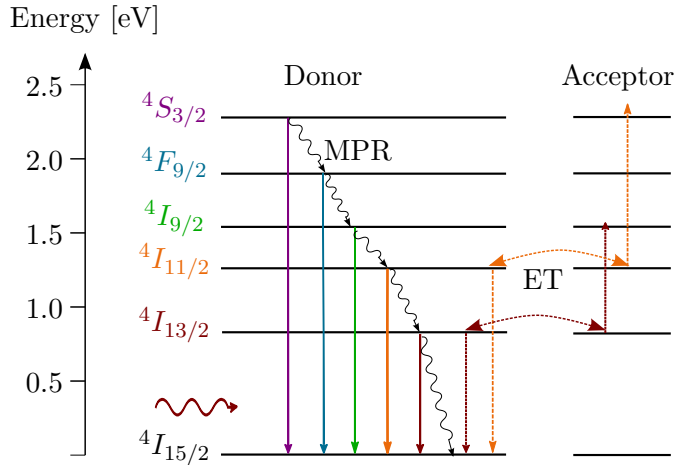 Energy [eV]
Donor
Acceptor
2.5
2.0
1.5
1.0
0.5
⁴S₃/₂
⁴F₉/₂
⁴I₉/₂
⁴I₁₁/₂
⁴I₁₃/₂
⁴I₁₅/₂
MPR
ET